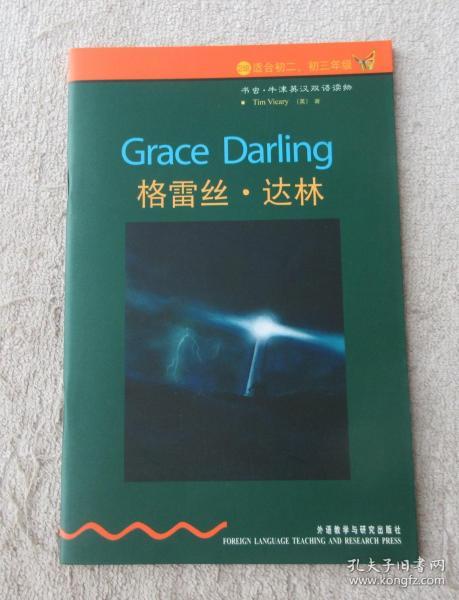 适合初二、初三年级
书虫·牛津英汉双语读物
Tim Vicary (英) 著
Grace Darling
格雷丝·达林
外语教学与研究出版社
FOREIGN LANGUAGE TEACHING AND RESEARCH PRESS
孔夫子旧书网
www.kongfz.com